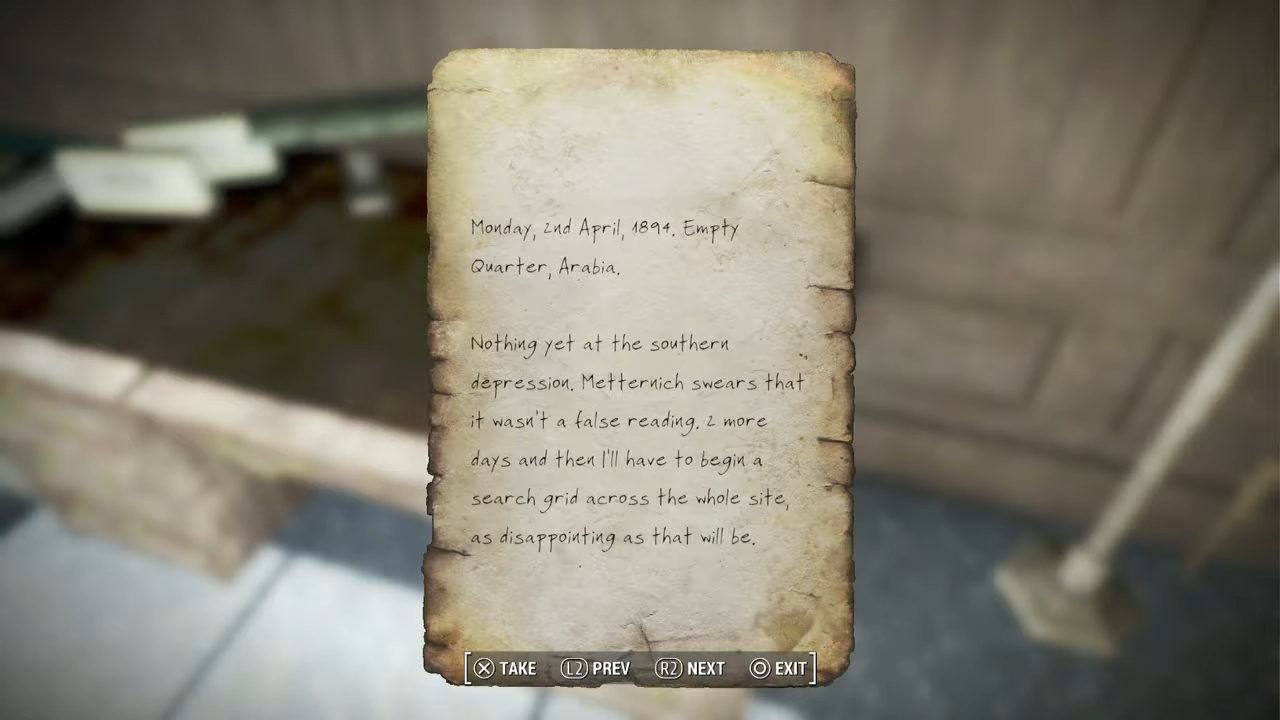 Monday, 2nd April, 1894. Empty
Quarter, Arabia.
Nothing yet at the southern
depression. Metternich swears that
it wasn't a false reading. 2 more
days and then I'll have to begin a
search grid across the whole site,
as disappointing as that will be.
TAKE L2 PREV R2 NEXT EXIT